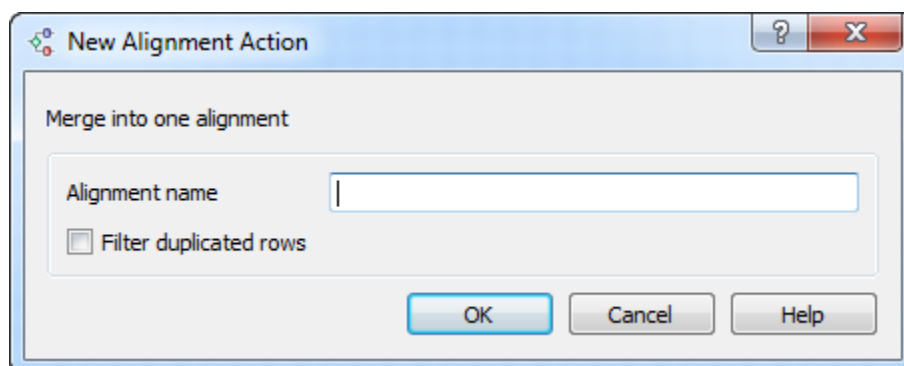 New Alignment Action
Merge into one alignment
Alignment name
Filter duplicated rows
OK Cancel Help